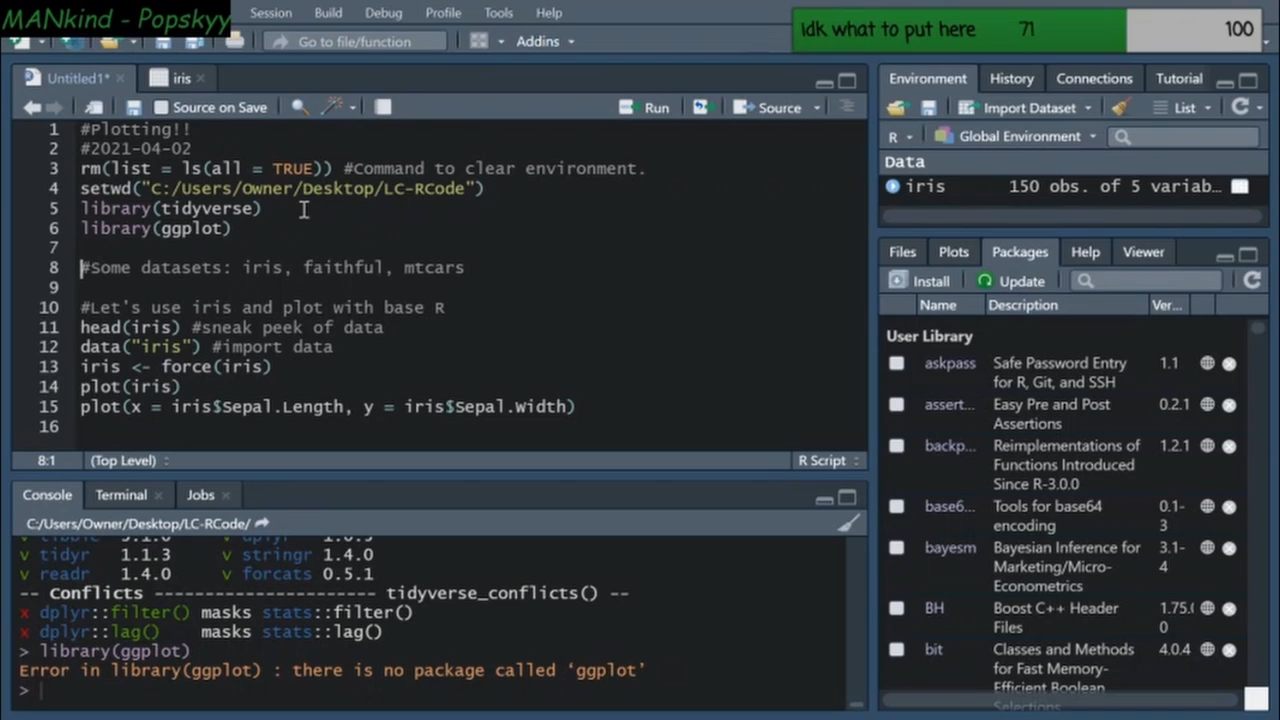 MANkind - Popskyy
Session Build Debug Profile Tools Help
Idk what to put here 71 100
Go to file/function Addins
Untitled1* iris
Source on Save Run Source
1 #Plotting!!
2 #2021-04-02
3 rm(list = ls(all = TRUE)) #Command to clear environment.
4 setwd("C:/Users/Owner/Desktop/LC-RCode")
5 library(tidyverse)
6 library(ggplot)
7
8 #Some datasets: iris, faithful, mtcars
9
10 #Let's use iris and plot with base R
11 head(iris) #sneak peek of data
12 data("iris") #import data
13 iris <- force(iris)
14 plot(iris)
15 plot(x = iris$Sepal.Length, y = iris$Sepal.Width)
16
8:1 (Top Level) R Script
Console Terminal Jobs
C:/Users/Owner/Desktop/LC-RCode/
v tidyr 1.1.3 v stringr 1.4.0
v readr 1.4.0 v forcats 0.5.1
-- Conflicts --------------------- tidyverse_conflicts() --
x dplyr::filter() masks stats::filter()
x dplyr::lag() masks stats::lag()
> library(ggplot)
Error in library(ggplot) : there is no package called ‘ggplot’
>
Environment History Connections Tutorial
Import Dataset List
R Global Environment
Data
iris 150 obs. of 5 variab...
Files Plots Packages Help Viewer
Install Update
Name Description Ver...
User Library
askpass Safe Password Entry 1.1
for R, Git, and SSH
assert... Easy Pre and Post 0.2.1
Assertions
backp... Reimplementations of 1.2.1
Functions Introduced
Since R-3.0.0
base6... Tools for base64 0.1-
encoding 3
bayesm Bayesian Inference for 3.1-
Marketing/Micro- 4
Econometrics
BH Boost C++ Header 1.75.
Files 0
bit Classes and Methods 4.0.4
for Fast Memory-
Efficient Boolean
Selections